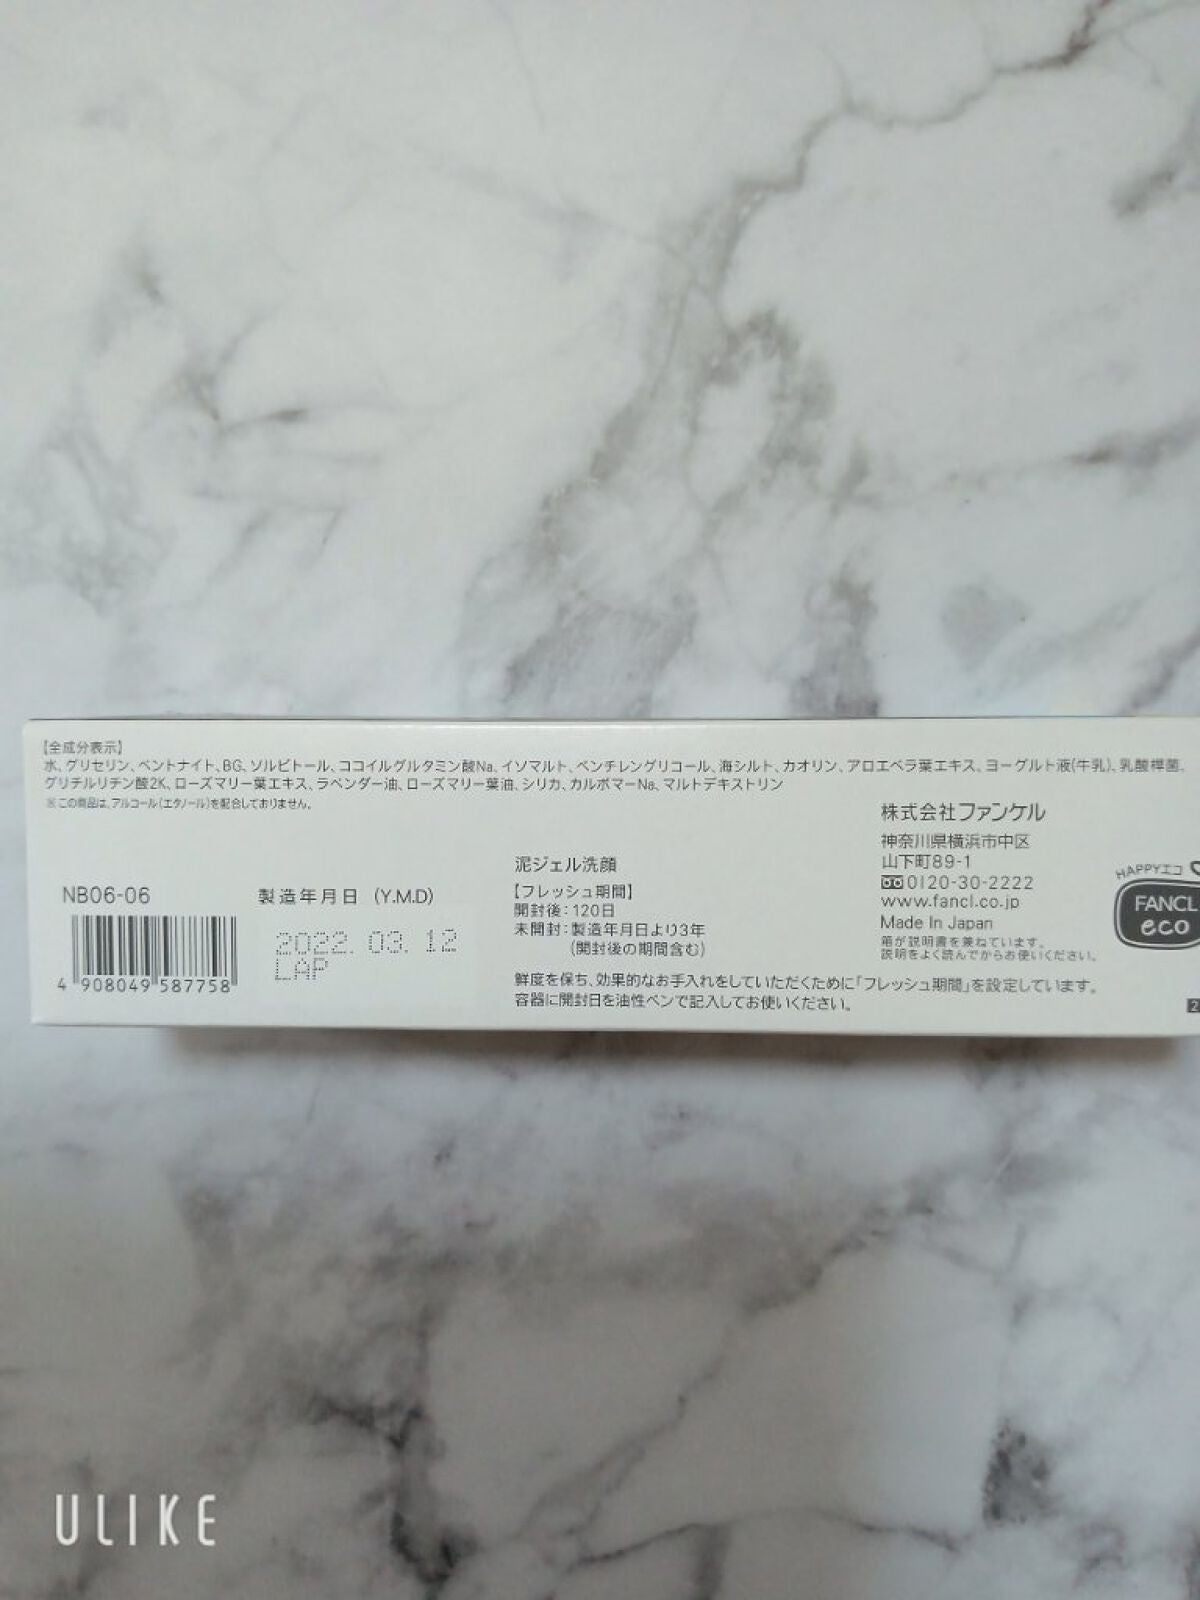 【全成分表示】
水、グリセリン、ベントナイト、BG、ソルビトール、ココイルグルタミン酸Na、イソマルト、ペンチレングリコール、海シルト、カオリン、アロエベラ葉エキス、ヨーグルト液(牛乳)、乳酸桿菌、
グリチルリチン酸2K、ローズマリー葉エキス、ラベンダー油、ローズマリー葉油、シリカ、カルボマーNa、マルトデキストリン
※この商品は、アルコール(エタノール)を配合しておりません。
NB06-06
4 908049 587758
製造年月日 (Y.M.D)
2022. 03. 12
LAP
泥ジェル洗顔
【フレッシュ期間】
開封後:120日
未開封:製造年月日より3年
(開封後の期間含む)
鮮度を保ち、効果的なお手入れをしていただくために「フレッシュ期間」を設定しています。
容器に開封日を油性ペンで記入してお使いください。
株式会社ファンケル
神奈川県横浜市中区
山下町89-1
0120-30-2222
www.fancl.co.jp
Made In Japan
箱が説明書を兼ねています。
説明をよく読んでからお使いください。
HAPPYエコ
FANCL
eco
2
ULIKE